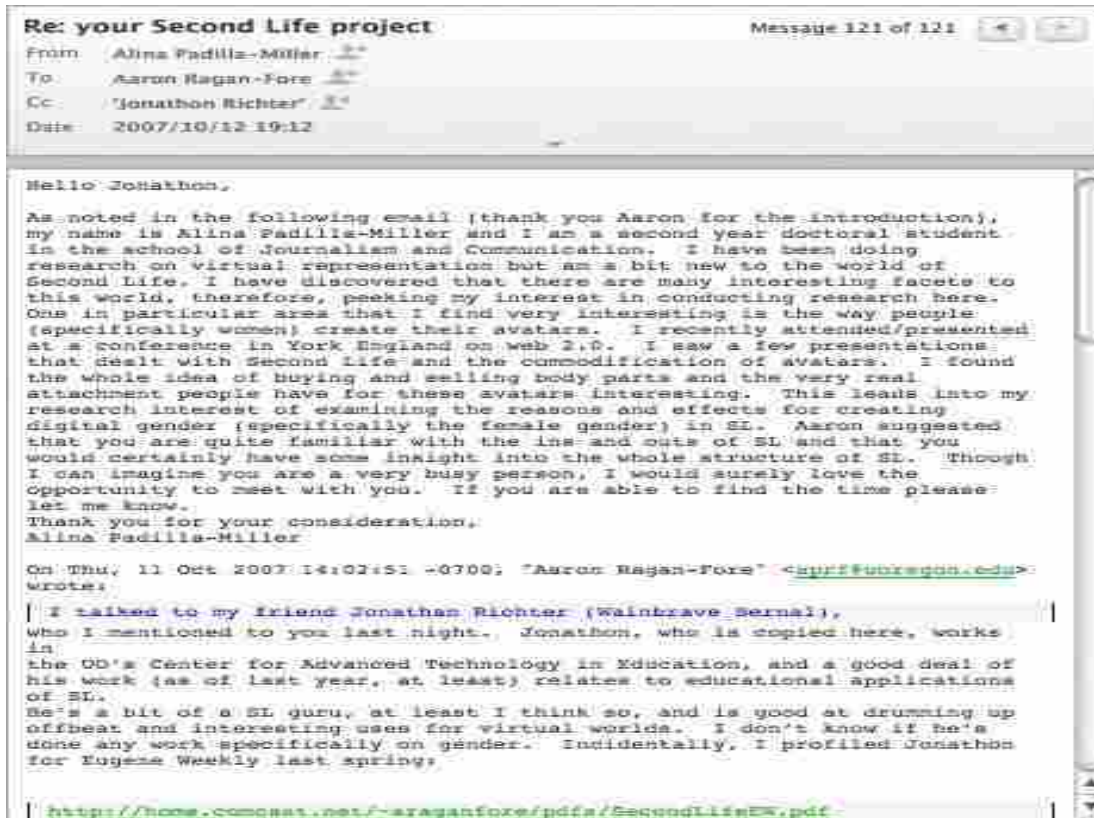 Re: your Second Life project
Message 121 of 121
From Alina Padilla-Miller
To Aaron Ragan-Fore
Cc "Jonathon Richter"
Date 2007/10/12 19:12
Hello Jonathon,
As noted in the following email (thank you Aaron for the introduction),
my name is Alina Padilla-Miller and I am a second year doctoral student
in the school of Journalism and Communication.  I have been doing
research on virtual representation but am a bit new to the world of
Second Life. I have discovered that there are many interesting facets to
this world, therefore, peeking my interest in conducting research here.
One in particular area that I find very interesting is the way people
(specifically women) create their avatars.  I recently attended/presented
at a conference in York England on web 2.0.  I saw a few presentations
that dealt with Second Life and the commodification of avatars.  I found
the whole idea of buying and selling body parts and the very real
attachment people have for these avatars interesting.  This leads into my
research interest of examining the reasons and effects for creating
digital gender (specifically the female gender) in SL.  Aaron suggested
that you are quite familiar with the ins and outs of SL and that you
would certainly have some insight into the whole structure of SL.  Though
I can imagine you are a very busy person, I would surely love the
opportunity to meet with you.  If you are able to find the time please
let me know.
Thank you for your consideration,
Alina Padilla-Miller
On Thu, 11 Oct 2007 14:02:51 -0700, "Aaron Ragan-Fore" <aprf@uoregon.edu>
wrote:
I talked to my friend Jonathan Richter (Wainbrave Bernal),
who I mentioned to you last night.  Jonathon, who is copied here, works
in
the OO's Center for Advanced Technology in Education, and a good deal of
his work (as of last year, at least) relates to educational applications
of SL.
He's a bit of a SL guru, at least I think so, and is good at drumming up
offbeat and interesting uses for virtual worlds.  I don't know if he's
done any work specifically on gender.  Incidentally, I profiled Jonathon
for Eugene Weekly last spring:
http://home.comcast.net/~araganfore/pdfs/SecondLifeEW.pdf